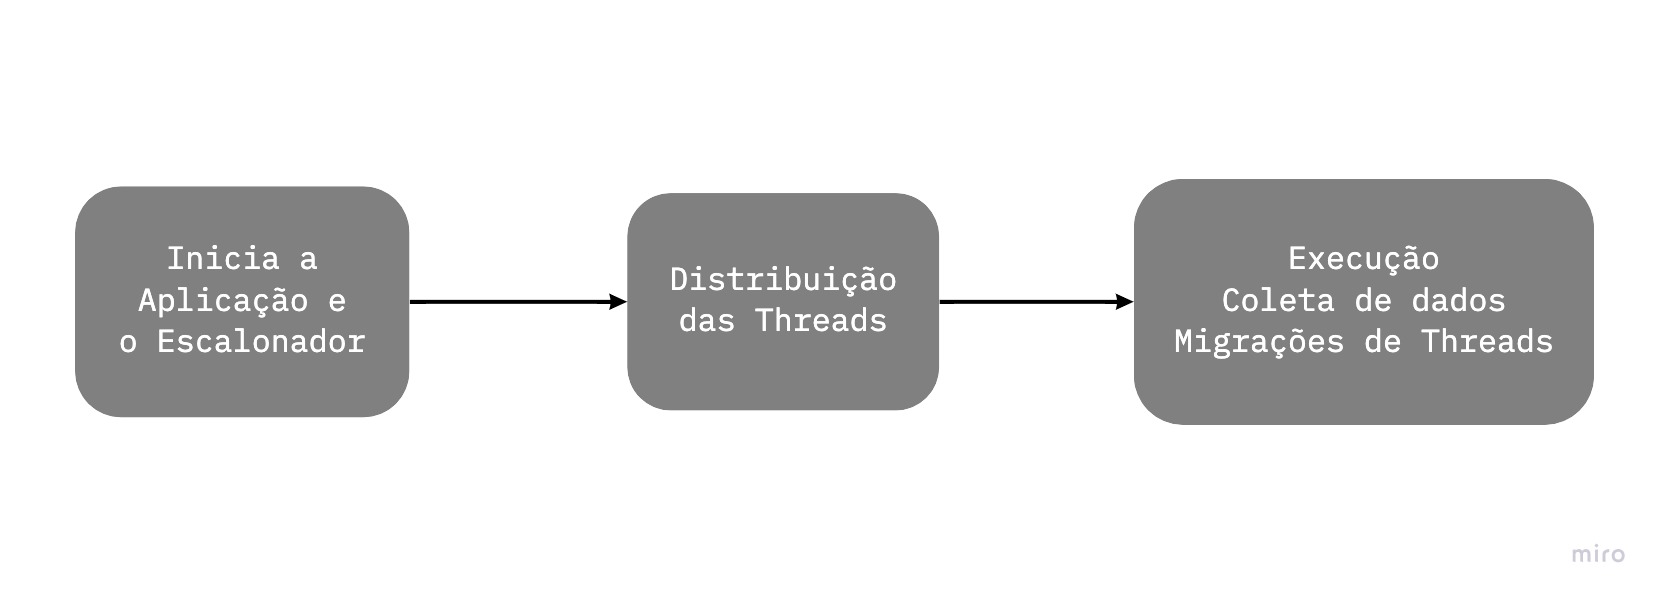 Inicia a
Aplicação e
o Escalonador
Distribuição
das Threads
Execução
Coleta de dados
Migrações de Threads
miro